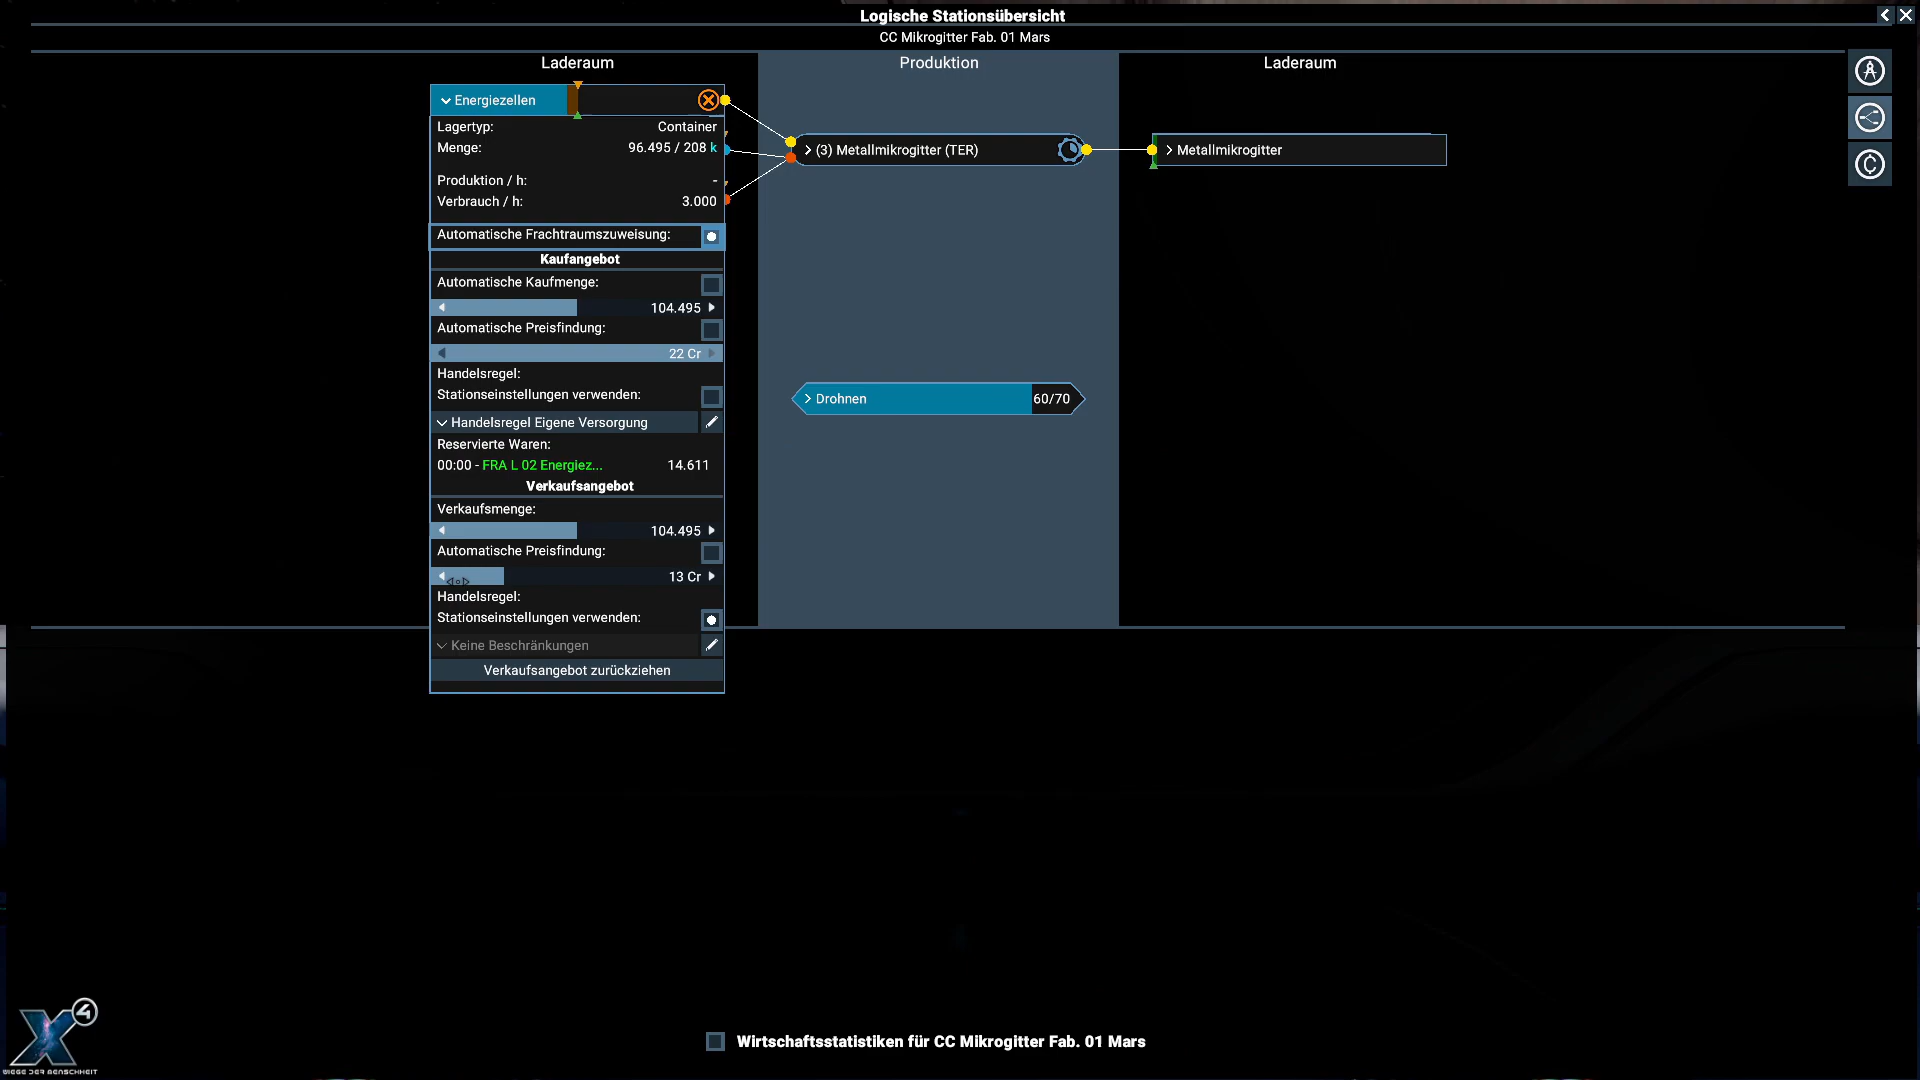 Logische Stationsübersicht
CC Mikrogitter Fab. 01 Mars
Laderaum
Produktion
Laderaum
Energiezellen
Lagertyp: Container
Menge: 96.495 / 208 k
Produktion / h: -
Verbrauch / h: 3.000
Automatische Frachtraumszuweisung:
Kaufangebot
Automatische Kaufmenge:
104.495
Automatische Preisfindung:
22 Cr
Handelsregel:
Stationseinstellungen verwenden:
Handelsregel Eigene Versorgung
Reservierte Waren:
00:00 - FRA L 02 Energiez... 14.611
Verkaufsangebot
Verkaufsmenge:
104.495
Automatische Preisfindung:
13 Cr
Handelsregel:
Stationseinstellungen verwenden:
Keine Beschränkungen
Verkaufsangebot zurückziehen
(3) Metallmikrogitter (TER)
Drohnen 60/70
Metallmikrogitter
Wirtschaftsstatistiken für CC Mikrogitter Fab. 01 Mars
X4
WIEGE DER MENSCHHEIT